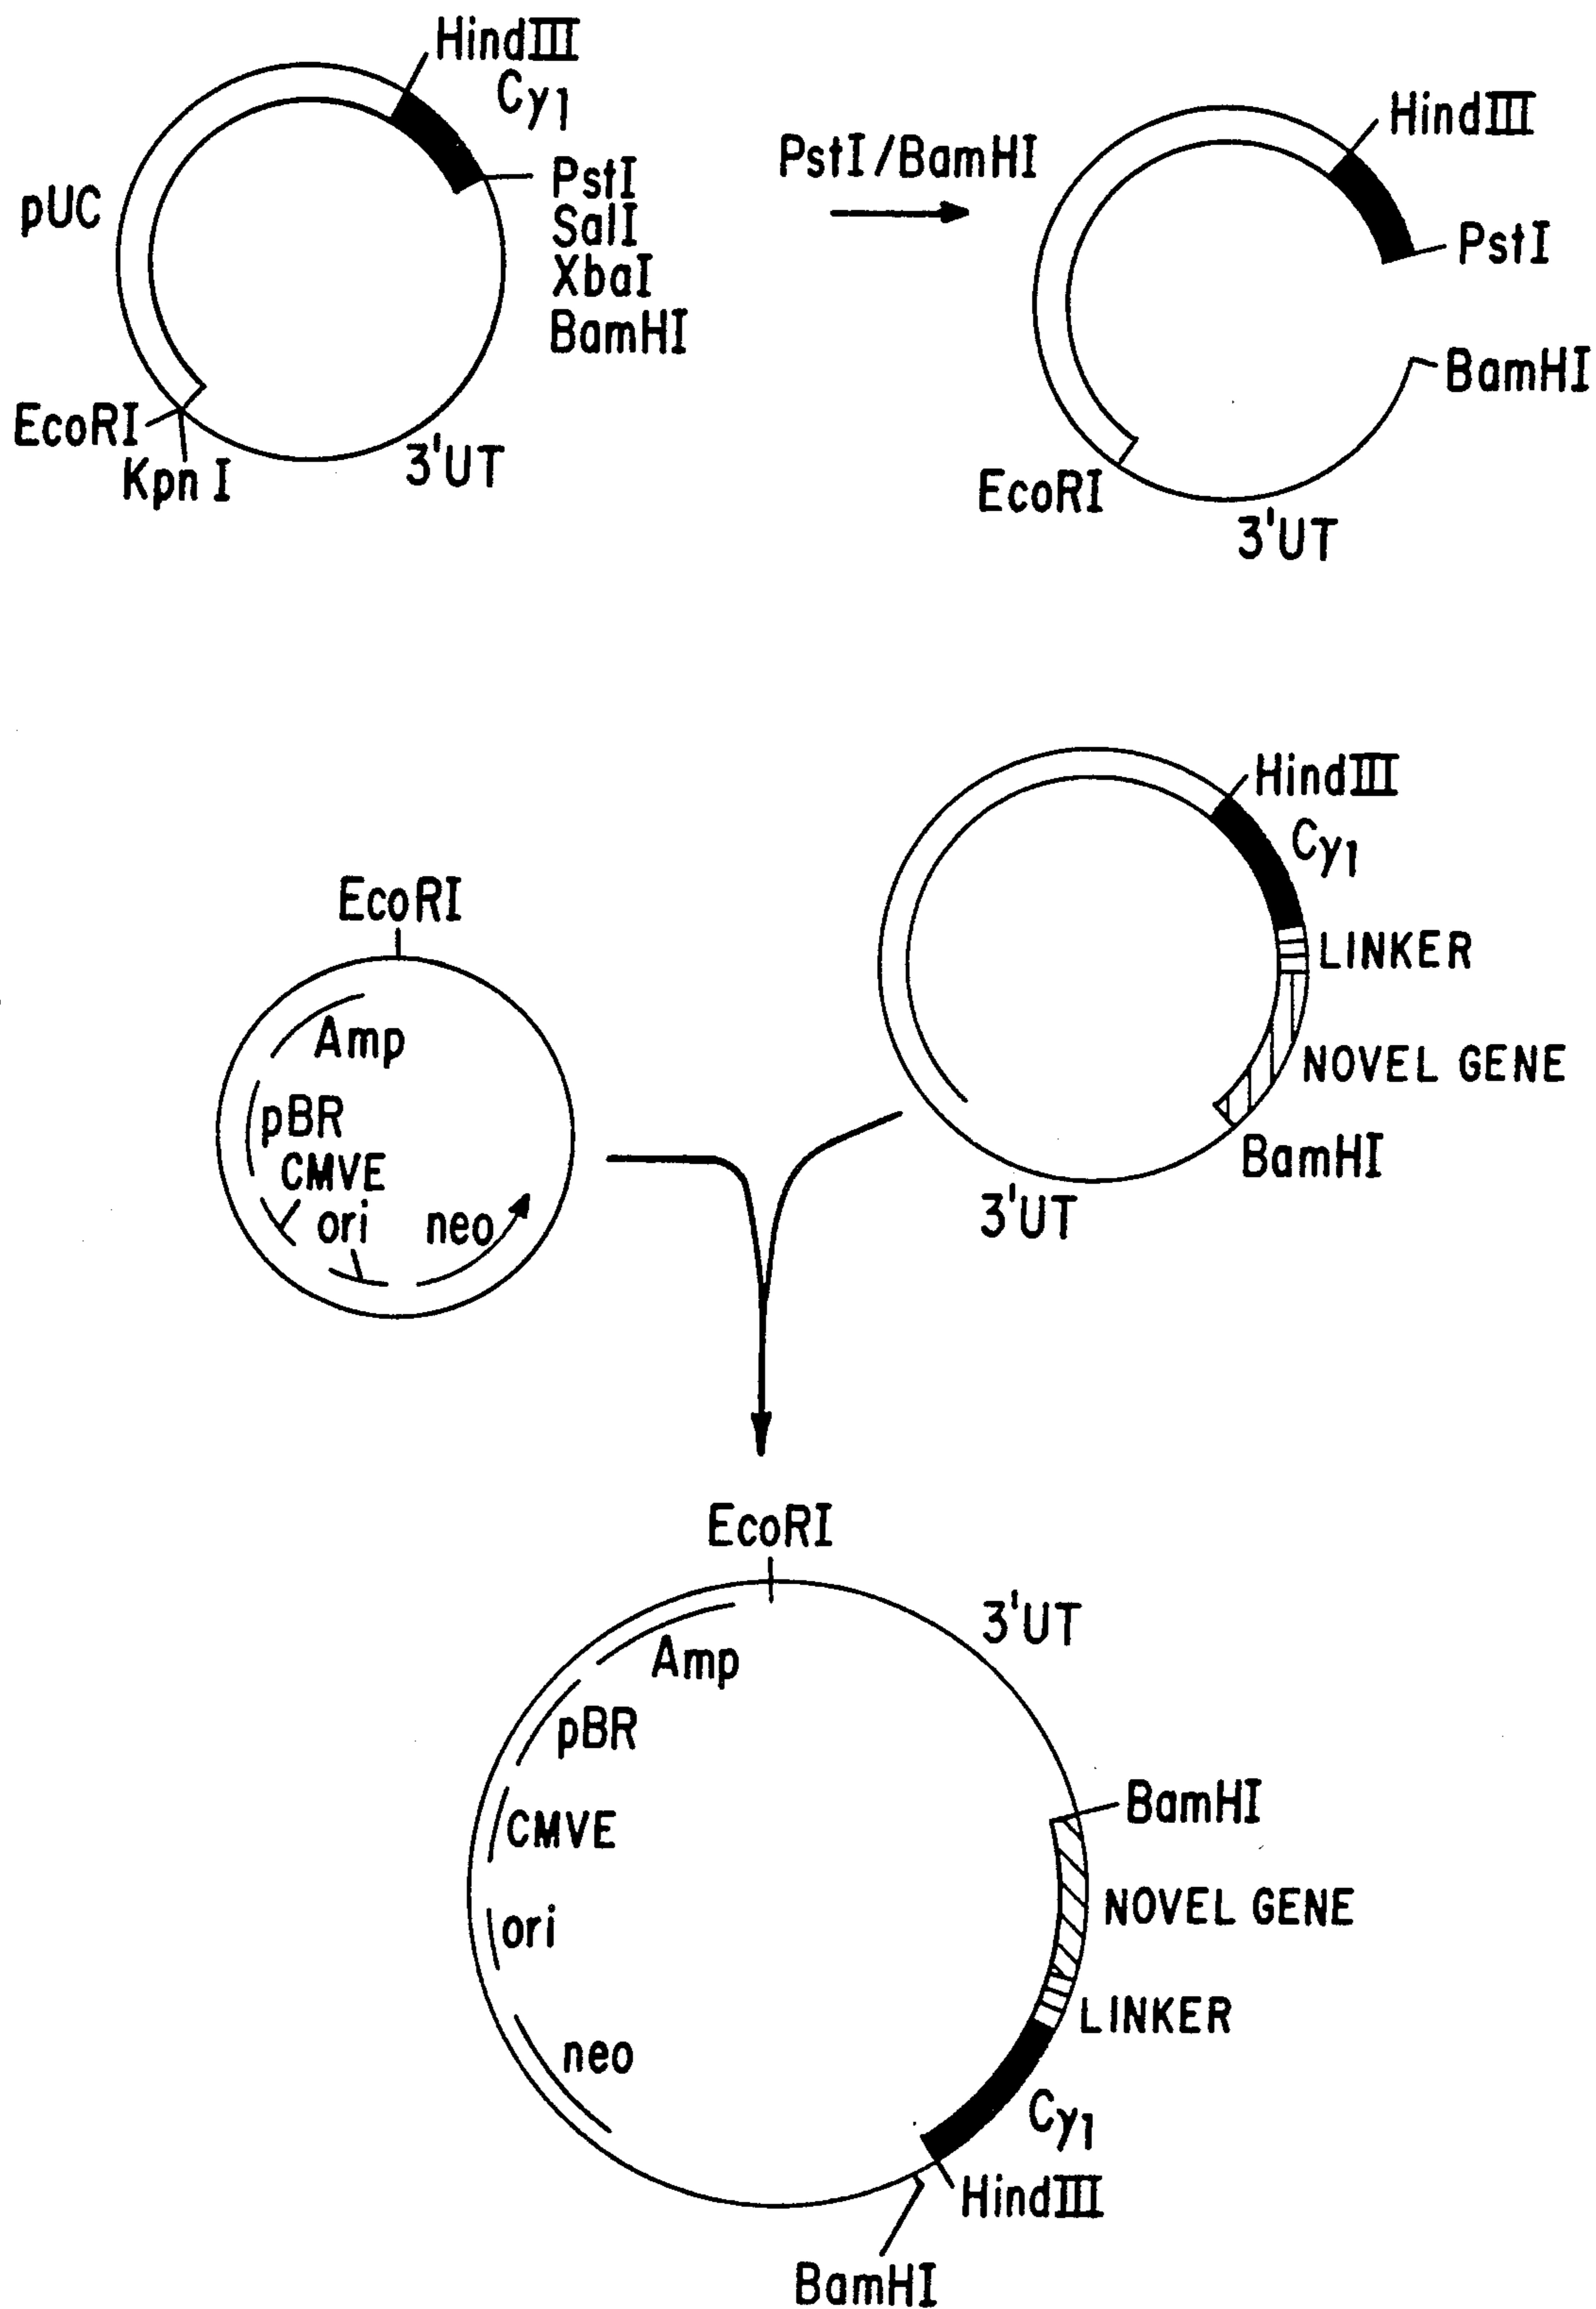 HindIII
Cγ1
pUC
PstI
SalI
XbaI
BamHI
EcoRI
Kpn I
3'UT
PstI/BamHI
HindIII
PstI
BamHI
EcoRI
3'UT
HindIII
Cγ1
LINKER
NOVEL GENE
BamHI
3'UT
EcoRI
Amp
pBR
CMVE
ori
neo
EcoRI
3'UT
Amp
pBR
BamHI
CMVE
NOVEL GENE
ori
LINKER
neo
Cγ1
HindIII
BamHI